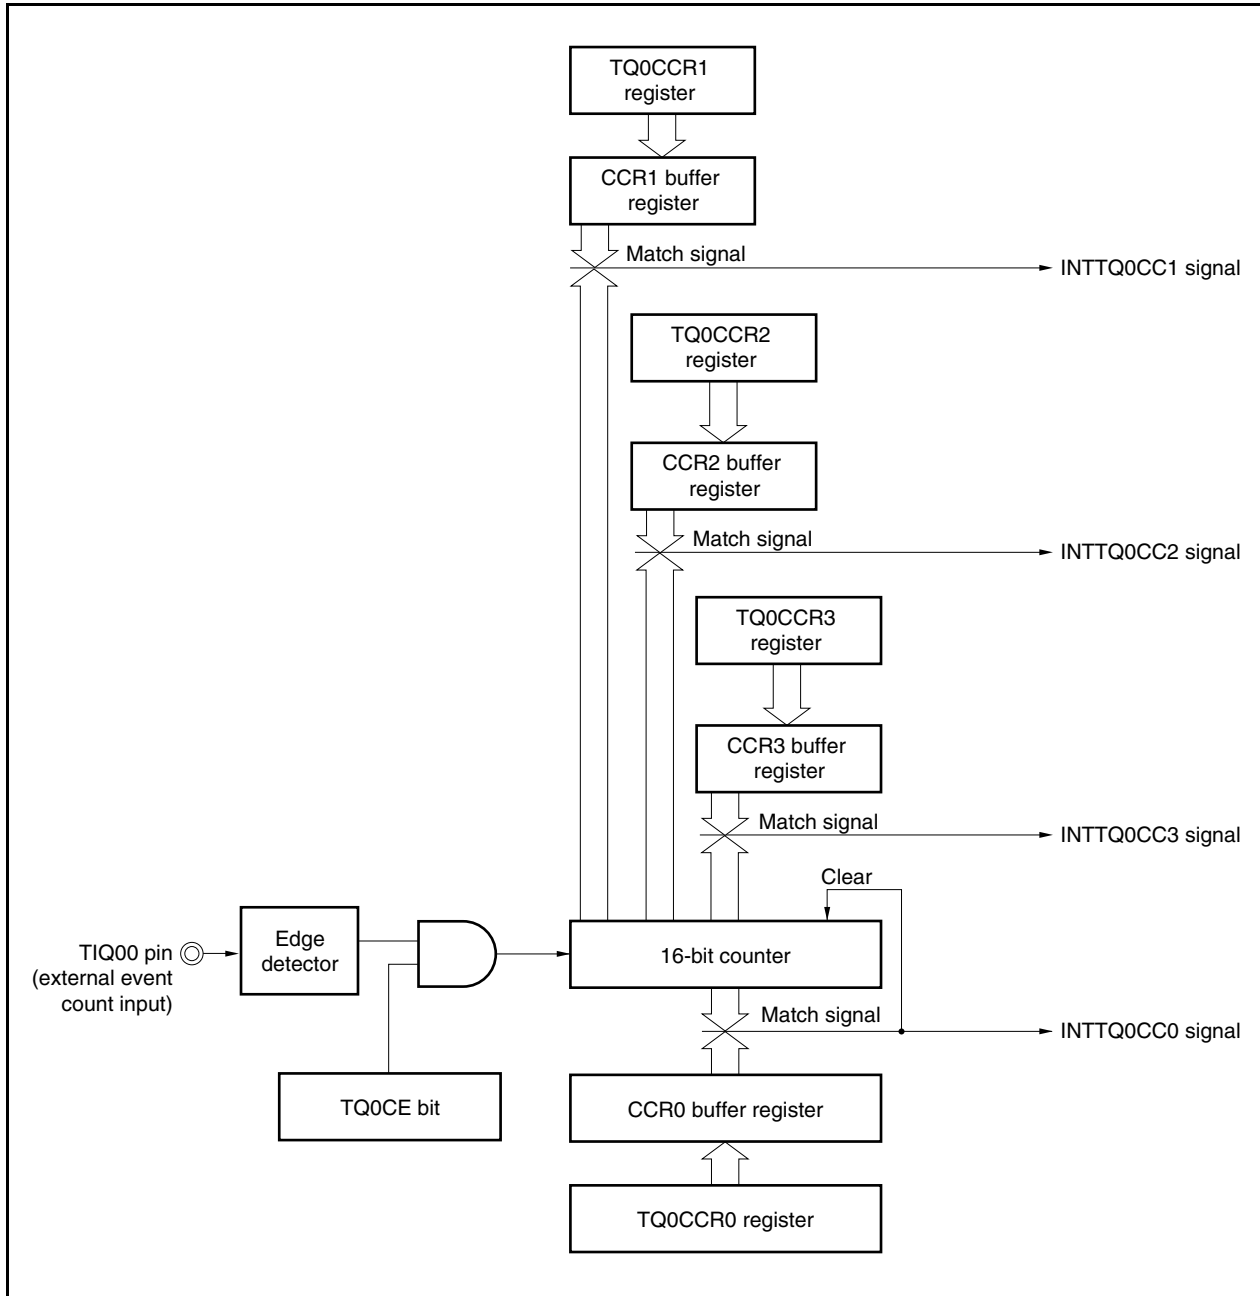 TQ0CCR1
register
CCR1 buffer
register
Match signal
INTTQ0CC1 signal
TQ0CCR2
register
CCR2 buffer
register
Match signal
INTTQ0CC2 signal
TQ0CCR3
register
CCR3 buffer
register
Match signal
INTTQ0CC3 signal
Clear
TIQ00 pin
(external event
count input)
Edge
detector
16-bit counter
Match signal
INTTQ0CC0 signal
TQ0CE bit
CCR0 buffer register
TQ0CCR0 register